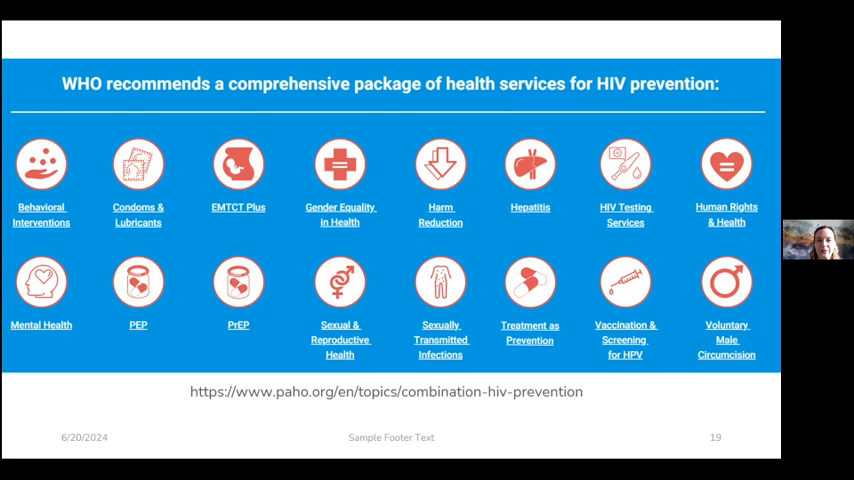 WHO recommends a comprehensive package of health services for HIV prevention:
Behavioral
Interventions
Condoms &
Lubricants
EMTCT Plus
Gender Equality
in Health
Harm
Reduction
Hepatitis
HIV Testing
Services
Human Rights
& Health
Mental Health
PEP
PrEP
Sexual &
Reproductive
Health
Sexually
Transmitted
Infections
Treatment as
Prevention
Vaccination &
Screening
for HPV
Voluntary
Male
Circumcision
https://www.paho.org/en/topics/combination-hiv-prevention
6/20/2024
Sample Footer Text
19